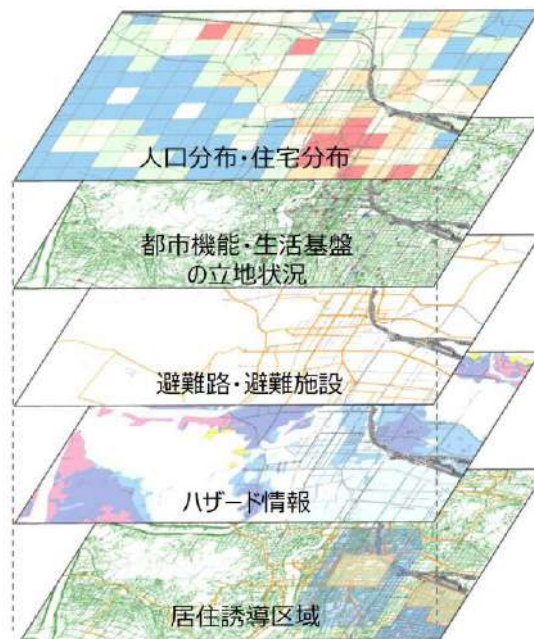 人口分布・住宅分布
都市機能・生活基盤
の立地状況
避難路・避難施設
ハザード情報
居住誘導区域